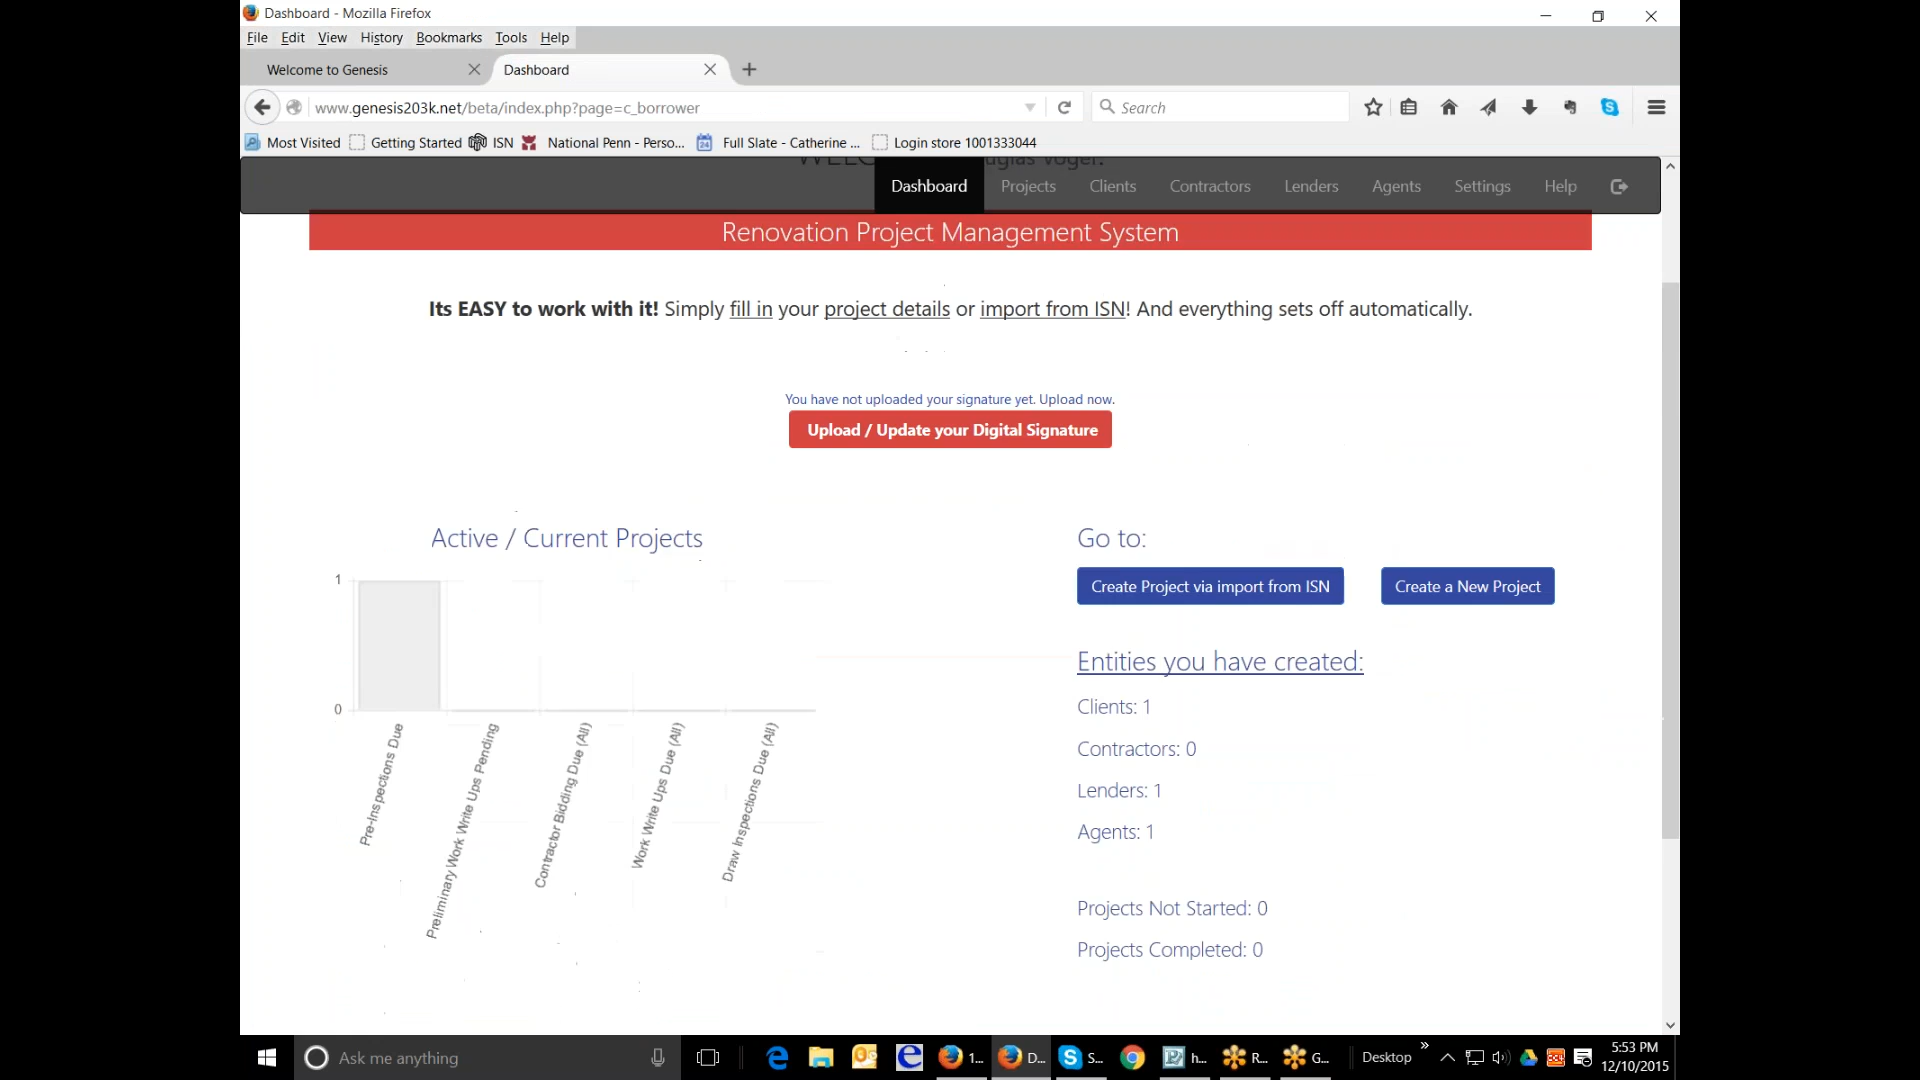 Dashboard - Mozilla Firefox
File Edit View History Bookmarks Tools Help
Welcome to Genesis
Dashboard
www.genesis203k.net/beta/index.php?page=c_borrower
Search
Most Visited Getting Started ISN National Penn - Perso... Full Slate - Catherine ... Login store 1001333044
Dashboard Projects Clients Contractors Lenders Agents Settings Help
Renovation Project Management System
Its EASY to work with it! Simply fill in your project details or import from ISN! And everything sets off automatically.
You have not uploaded your signature yet. Upload now.
Upload / Update your Digital Signature
Active / Current Projects
1
0
Pre-Inspections Due
Preliminary Work Write Ups Pending
Contractor Bidding Due (All)
Work Write Ups Due (All)
Draw Inspections Due (All)
Go to:
Create Project via import from ISN
Create a New Project
Entities you have created:
Clients: 1
Contractors: 0
Lenders: 1
Agents: 1
Projects Not Started: 0
Projects Completed: 0
Ask me anything
1... D... S... h... R... G...
Desktop
5:53 PM
12/10/2015